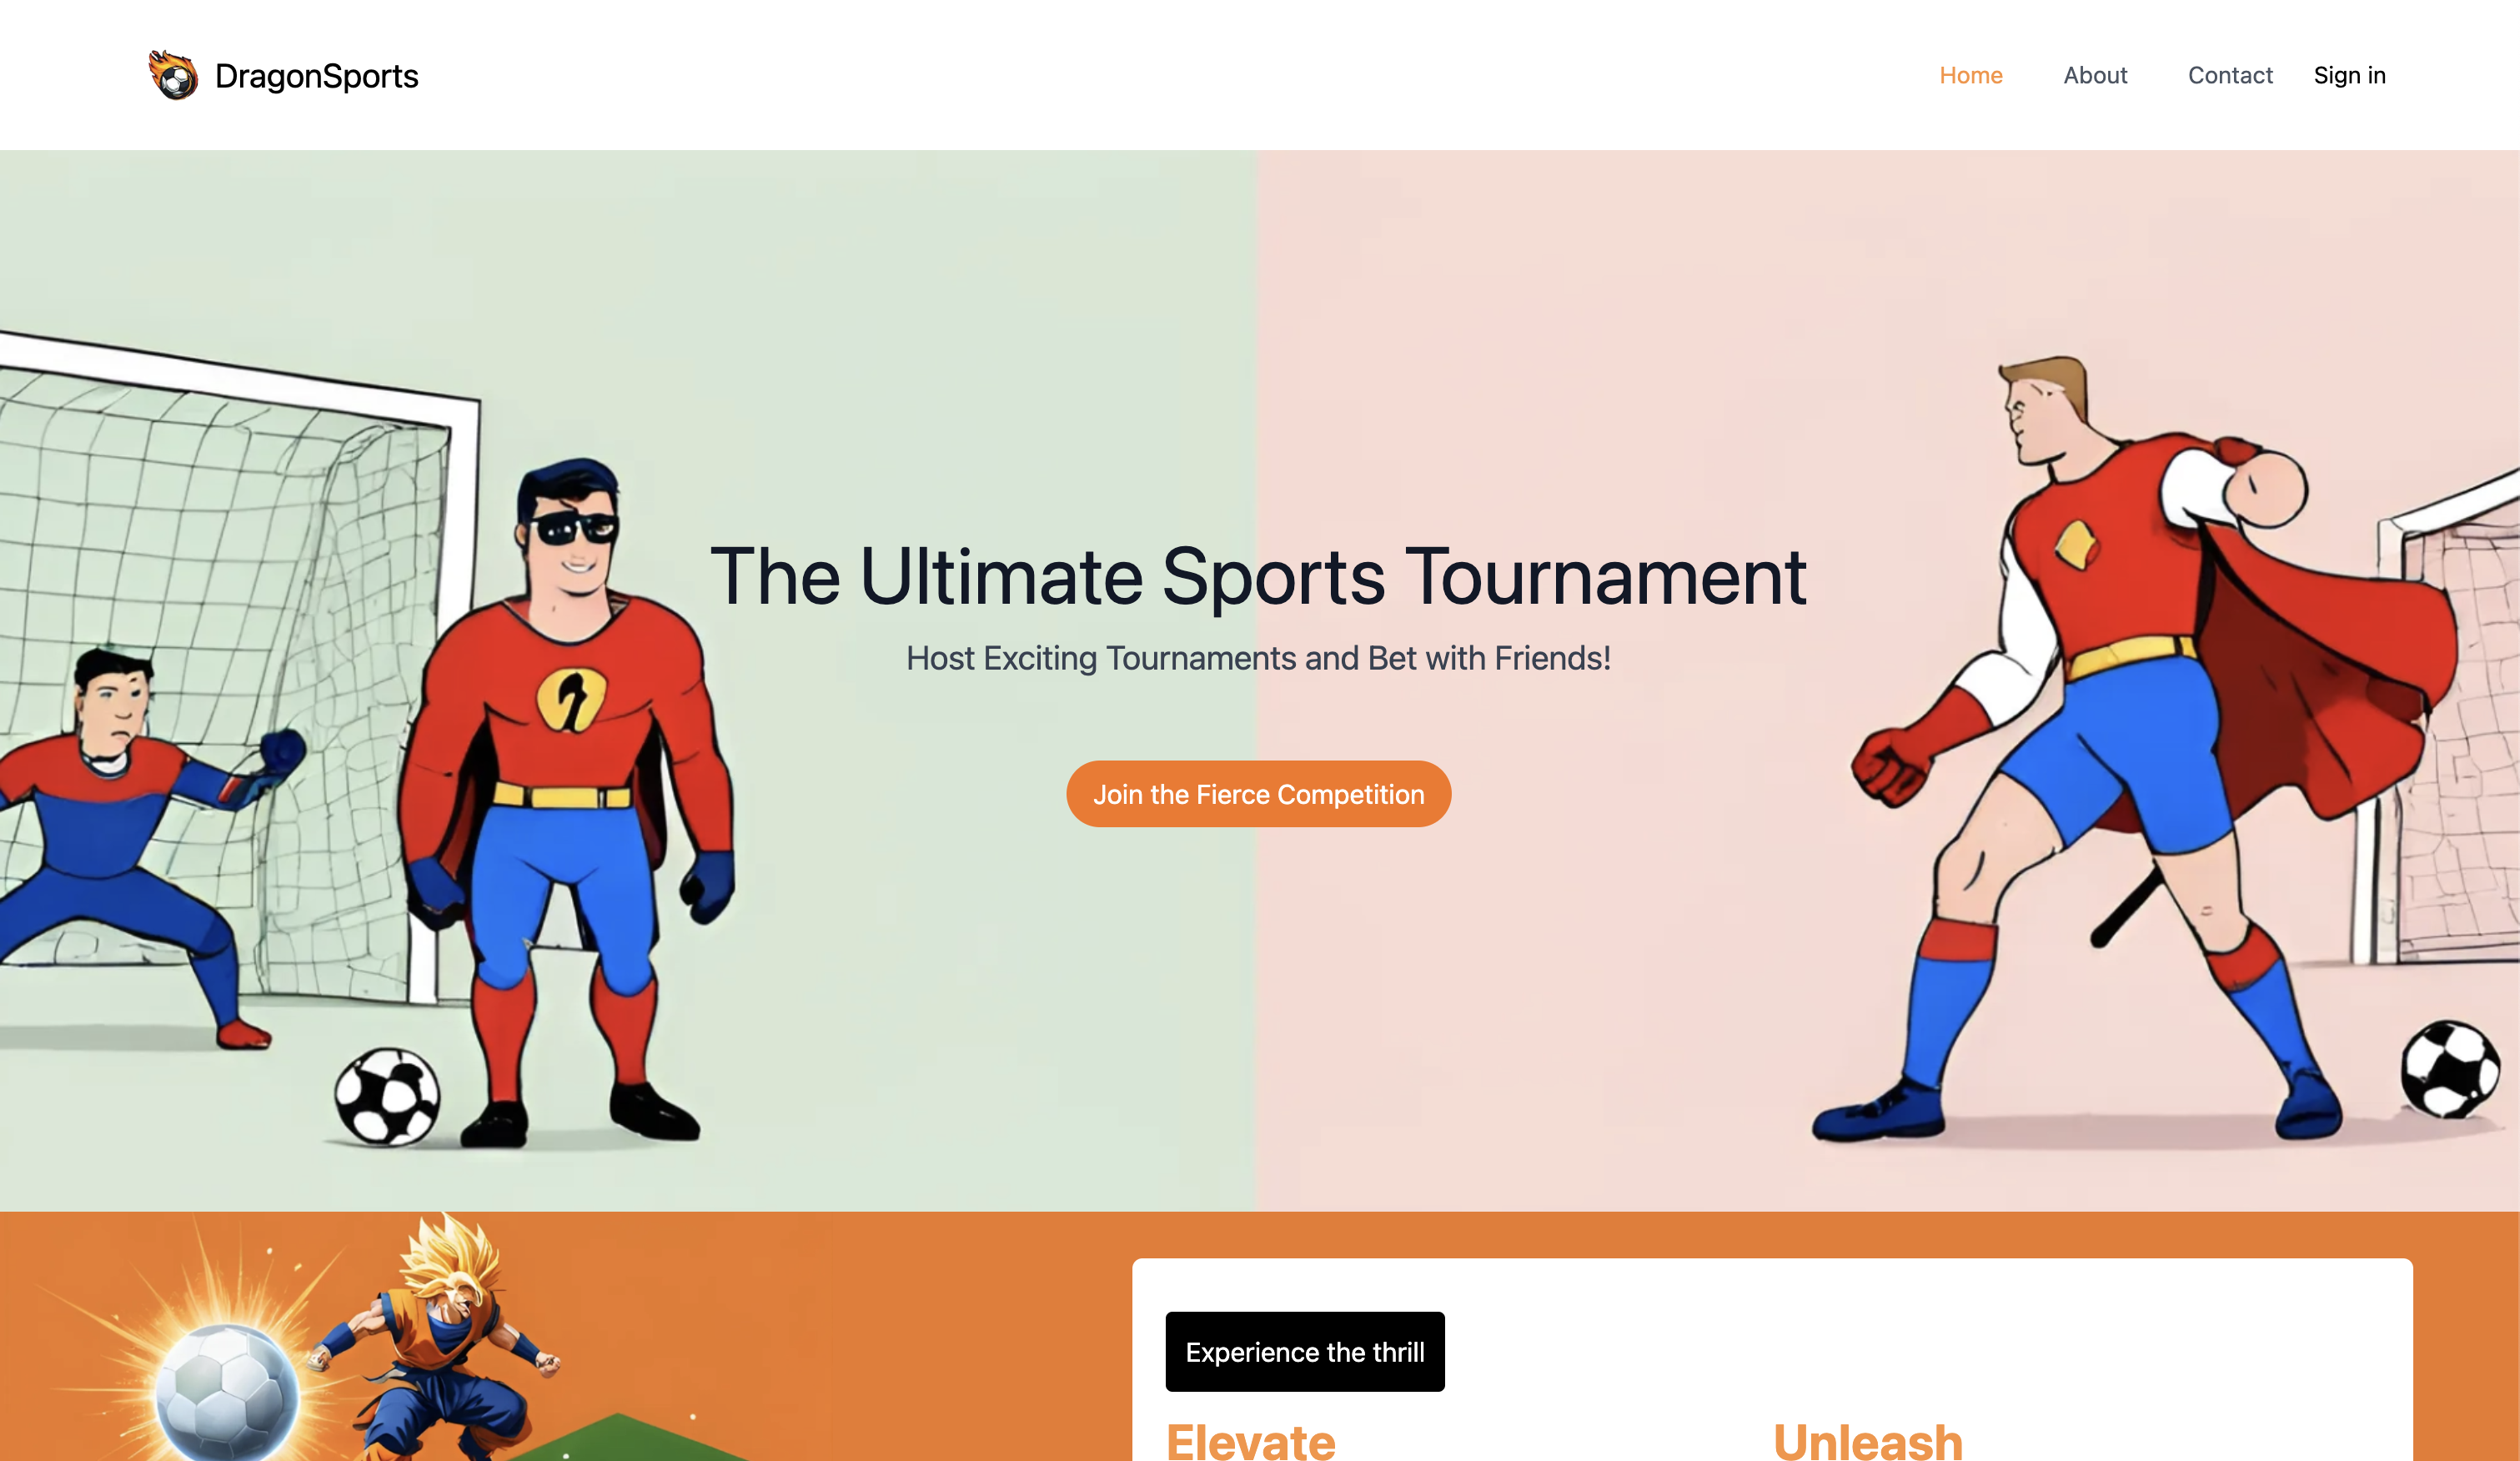 DragonSports
Home
About
Contact
Sign in
The Ultimate Sports Tournament
Host Exciting Tournaments and Bet with Friends!
Join the Fierce Competition
Experience the thrill
Elevate
Unleash